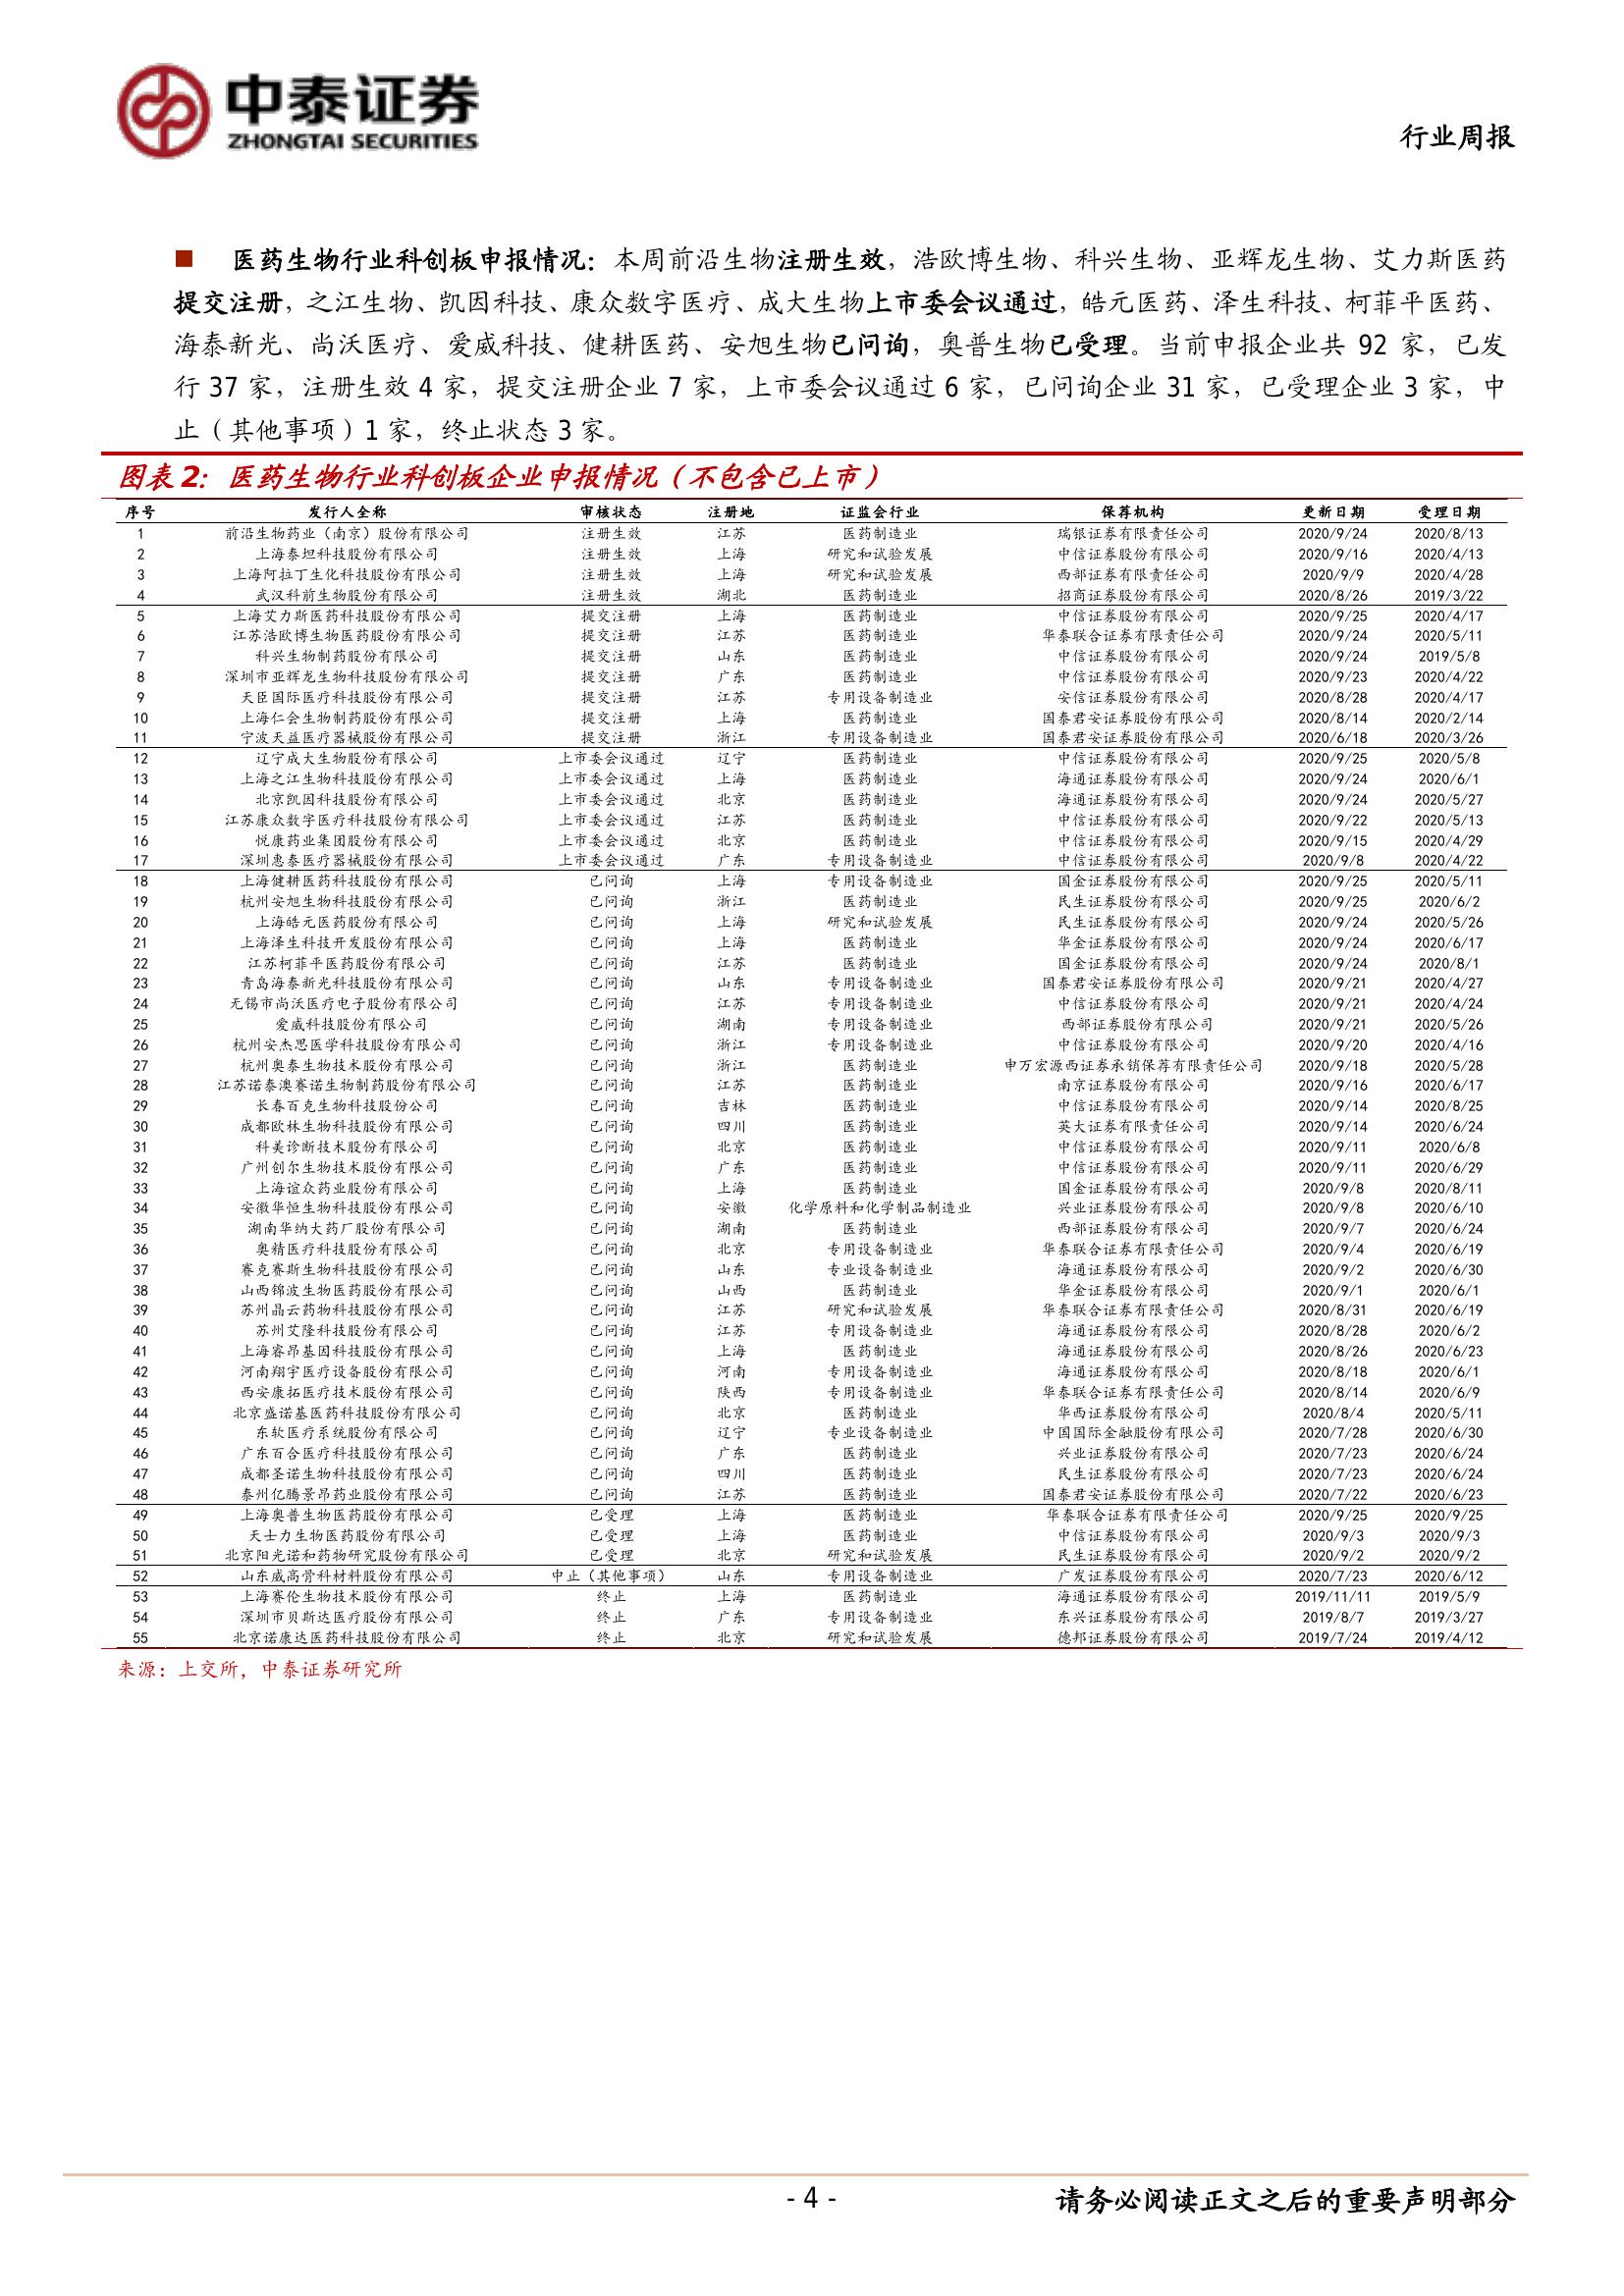 中泰证券
ZHONGTAI SECURITIES
行业周报
■ 医药生物行业科创板申报情况：本周前沿生物注册生效，浩欧博生物、科兴生物、亚辉龙生物、艾力斯医药
提交注册，之江生物、凯因科技、康众数字医疗、成大生物上市委会议通过，皓元医药、泽生科技、柯菲平医药、
海泰新光、尚沃医疗、爱威科技、健耕医药、安旭生物已问询，奥普生物已受理。当前申报企业共 92 家，已发
行 37 家，注册生效 4 家，提交注册企业 7 家，上市委会议通过 6 家，已问询企业 31 家，已受理企业 3 家，中
止（其他事项）1 家，终止状态 3 家。
图表 2：医药生物行业科创板企业申报情况（不包含已上市）
序号 发行人全称 审核状态 注册地 证监会行业 保荐机构 更新日期 受理日期
1 前沿生物药业（南京）股份有限公司 注册生效 江苏 医药制造业 瑞银证券有限责任公司 2020/9/24 2020/8/13
2 上海泰坦科技股份有限公司 注册生效 上海 研究和试验发展 中信证券股份有限公司 2020/9/16 2020/4/13
3 上海阿拉丁生化科技股份有限公司 注册生效 上海 研究和试验发展 西部证券有限责任公司 2020/9/9 2020/4/28
4 武汉科前生物股份有限公司 注册生效 湖北 医药制造业 招商证券股份有限公司 2020/8/26 2019/3/22
5 上海艾力斯医药科技股份有限公司 提交注册 上海 医药制造业 中信证券股份有限公司 2020/9/25 2020/4/17
6 江苏浩欧博生物医药股份有限公司 提交注册 江苏 医药制造业 华泰联合证券有限责任公司 2020/9/24 2020/5/11
7 科兴生物制药股份有限公司 提交注册 山东 医药制造业 中信证券股份有限公司 2020/9/24 2019/5/8
8 深圳市亚辉龙生物科技股份有限公司 提交注册 广东 医药制造业 中信证券股份有限公司 2020/9/23 2020/4/22
9 天臣国际医疗科技股份有限公司 提交注册 江苏 专用设备制造业 安信证券股份有限公司 2020/8/28 2020/4/17
10 上海仁会生物制药股份有限公司 提交注册 上海 医药制造业 国泰君安证券股份有限公司 2020/8/14 2020/2/14
11 宁波天益医疗器械股份有限公司 提交注册 浙江 专用设备制造业 国泰君安证券股份有限公司 2020/6/18 2020/3/26
12 辽宁成大生物股份有限公司 上市委会议通过 辽宁 医药制造业 中信证券股份有限公司 2020/9/25 2020/5/8
13 上海之江生物科技股份有限公司 上市委会议通过 上海 医药制造业 海通证券股份有限公司 2020/9/24 2020/6/1
14 北京凯因科技股份有限公司 上市委会议通过 北京 医药制造业 海通证券股份有限公司 2020/9/24 2020/5/27
15 江苏康众数字医疗科技股份有限公司 上市委会议通过 江苏 医药制造业 中信证券股份有限公司 2020/9/22 2020/5/13
16 悦康药业集团股份有限公司 上市委会议通过 北京 医药制造业 中信证券股份有限公司 2020/9/15 2020/4/29
17 深圳惠泰医疗器械股份有限公司 上市委会议通过 广东 专用设备制造业 中信证券股份有限公司 2020/9/8 2020/4/22
18 上海健耕医药科技股份有限公司 已问询 上海 专用设备制造业 国金证券股份有限公司 2020/9/25 2020/5/11
19 杭州安旭生物科技股份有限公司 已问询 浙江 医药制造业 民生证券股份有限公司 2020/9/25 2020/6/2
20 上海皓元医药股份有限公司 已问询 上海 研究和试验发展 民生证券股份有限公司 2020/9/24 2020/5/26
21 上海泽生科技开发股份有限公司 已问询 上海 医药制造业 华金证券股份有限公司 2020/9/24 2020/6/17
22 江苏柯菲平医药股份有限公司 已问询 江苏 医药制造业 国金证券股份有限公司 2020/9/24 2020/8/1
23 青岛海泰新光科技股份有限公司 已问询 山东 专用设备制造业 国泰君安证券股份有限公司 2020/9/21 2020/4/27
24 无锡市尚沃医疗电子股份有限公司 已问询 江苏 专用设备制造业 中信证券股份有限公司 2020/9/21 2020/4/24
25 爱威科技股份有限公司 已问询 湖南 专用设备制造业 西部证券股份有限公司 2020/9/21 2020/5/26
26 杭州安杰思医学科技股份有限公司 已问询 浙江 专用设备制造业 中信证券股份有限公司 2020/9/20 2020/4/16
27 杭州奥泰生物技术股份有限公司 已问询 浙江 医药制造业 申万宏源西证券承销保荐有限责任公司 2020/9/18 2020/5/28
28 江苏诺泰澳赛诺生物制药股份有限公司 已问询 江苏 医药制造业 南京证券股份有限公司 2020/9/16 2020/6/17
29 长春百克生物科技股份公司 已问询 吉林 医药制造业 中信证券股份有限公司 2020/9/14 2020/8/25
30 成都欧林生物科技股份有限公司 已问询 四川 医药制造业 英大证券有限责任公司 2020/9/14 2020/6/24
31 科美诊断技术股份有限公司 已问询 北京 医药制造业 中信证券股份有限公司 2020/9/11 2020/6/8
32 广州创尔生物技术股份有限公司 已问询 广东 医药制造业 中信证券股份有限公司 2020/9/11 2020/6/29
33 上海谊众药业股份有限公司 已问询 上海 医药制造业 国金证券股份有限公司 2020/9/8 2020/8/11
34 安徽华恒生物科技股份有限公司 已问询 安徽 化学原料和化学制品制造业 兴业证券股份有限公司 2020/9/8 2020/6/10
35 湖南华纳大药厂股份有限公司 已问询 湖南 医药制造业 西部证券股份有限公司 2020/9/7 2020/6/24
36 奥精医疗科技股份有限公司 已问询 北京 专用设备制造业 华泰联合证券有限责任公司 2020/9/4 2020/6/19
37 赛克赛斯生物科技股份有限公司 已问询 山东 专业设备制造业 海通证券股份有限公司 2020/9/2 2020/6/30
38 山西锦波生物医药股份有限公司 已问询 山西 医药制造业 华金证券股份有限公司 2020/9/1 2020/6/1
39 苏州晶云药物科技股份有限公司 已问询 江苏 研究和试验发展 华泰联合证券有限责任公司 2020/8/31 2020/6/19
40 苏州艾隆科技股份有限公司 已问询 江苏 专用设备制造业 海通证券股份有限公司 2020/8/28 2020/6/2
41 上海睿昂基因科技股份有限公司 已问询 上海 医药制造业 海通证券股份有限公司 2020/8/26 2020/6/23
42 河南翔宇医疗设备股份有限公司 已问询 河南 专用设备制造业 海通证券股份有限公司 2020/8/18 2020/6/1
43 西安康拓医疗技术股份有限公司 已问询 陕西 专用设备制造业 华泰联合证券有限责任公司 2020/8/14 2020/6/9
44 北京盛诺基医药科技股份有限公司 已问询 北京 医药制造业 华西证券股份有限公司 2020/8/4 2020/5/11
45 东软医疗系统股份有限公司 已问询 辽宁 专业设备制造业 中国国际金融股份有限公司 2020/7/28 2020/6/30
46 广东百合医疗科技股份有限公司 已问询 广东 医药制造业 兴业证券股份有限公司 2020/7/23 2020/6/24
47 成都圣诺生物科技股份有限公司 已问询 四川 医药制造业 民生证券股份有限公司 2020/7/23 2020/6/24
48 泰州亿腾景昂药业股份有限公司 已问询 江苏 医药制造业 国泰君安证券股份有限公司 2020/7/22 2020/6/23
49 上海奥普生物医药股份有限公司 已受理 上海 医药制造业 华泰联合证券有限责任公司 2020/9/25 2020/9/25
50 天士力生物医药股份有限公司 已受理 上海 医药制造业 中信证券股份有限公司 2020/9/3 2020/9/3
51 北京阳光诺和药物研究股份有限公司 已受理 北京 研究和试验发展 民生证券股份有限公司 2020/9/2 2020/9/2
52 山东威高骨科材料股份有限公司 中止（其他事项） 山东 专用设备制造业 广发证券股份有限公司 2020/7/23 2020/6/12
53 上海赛伦生物技术股份有限公司 终止 上海 医药制造业 海通证券股份有限公司 2019/11/11 2019/5/9
54 深圳市贝斯达医疗股份有限公司 终止 广东 专用设备制造业 东兴证券股份有限公司 2019/8/7 2019/3/27
55 北京诺康达医药科技股份有限公司 终止 北京 研究和试验发展 德邦证券股份有限公司 2019/7/24 2019/4/12
来源：上交所，中泰证券研究所
- 4 -
请务必阅读正文之后的重要声明部分